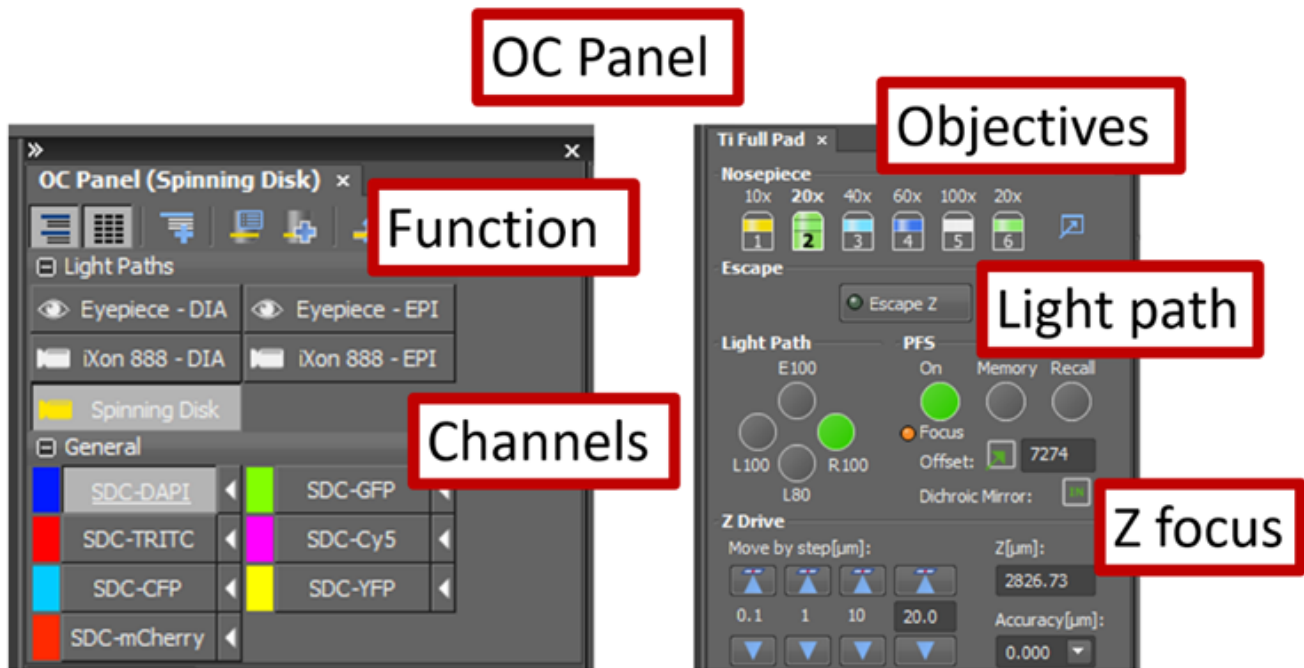 OC Panel
Objectives
Function
Light path
Channels
Z focus
OC Panel (Spinning Disk) ×
Light Paths
Eyepiece - DIA Eyepiece - EPI
iXon 888 - DIA iXon 888 - EPI
Spinning Disk
General
SDC-DAPI SDC-GFP
SDC-TRITC SDC-Cy5
SDC-CFP SDC-YFP
SDC-mCherry
Ti Full Pad ×
Nosepiece
10x 20x 40x 60x 100x 20x
1 2 3 4 5 6
Escape
Escape Z
Light Path PFS
E100 On Memory Recall
L100 R100
L80
Focus
Offset: 7274
Dichroic Mirror: IN
Z Drive
Move by step[µm]: Z[µm]:
2826.73
0.1 1 10 20.0
Accuracy[µm]:
0.000